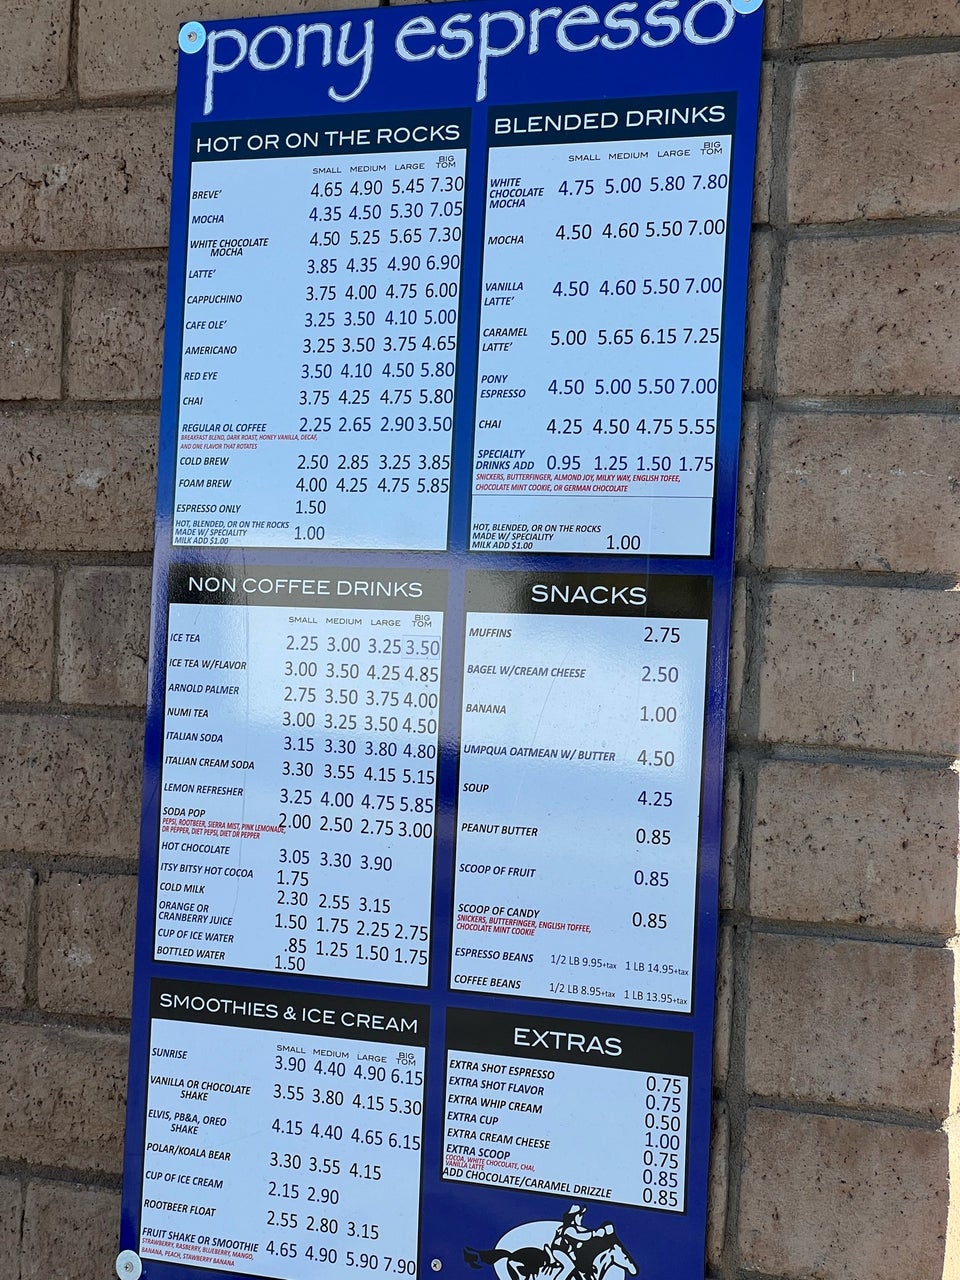 pony espresso
HOT OR ON THE ROCKS
SMALL MEDIUM LARGE BIG TOM
BREVE' 4.65 4.90 5.45 7.30
MOCHA 4.35 4.50 5.30 7.05
WHITE CHOCOLATE MOCHA 4.50 5.25 5.65 7.30
LATTE' 3.85 4.35 4.90 6.90
CAPPUCHINO 3.75 4.00 4.75 6.00
CAFE OLE' 3.25 3.50 4.10 5.00
AMERICANO 3.25 3.50 3.75 4.65
RED EYE 3.50 4.10 4.50 5.80
CHAI 3.75 4.25 4.75 5.80
REGULAR OL COFFEE 2.25 2.65 2.90 3.50
BREAKFAST BLEND, DARK ROAST, HONEY VANILLA, DECAF,
AND ONE FLAVOR THAT ROTATES
COLD BREW 2.50 2.85 3.25 3.85
FOAM BREW 4.00 4.25 4.75 5.85
ESPRESSO ONLY 1.50
HOT, BLENDED, OR ON THE ROCKS
MADE W/ SPECIALITY 1.00
MILK ADD $1.00
BLENDED DRINKS
SMALL MEDIUM LARGE BIG TOM
WHITE CHOCOLATE MOCHA 4.75 5.00 5.80 7.80
MOCHA 4.50 4.60 5.50 7.00
VANILLA LATTE' 4.50 4.60 5.50 7.00
CARAMEL LATTE' 5.00 5.65 6.15 7.25
PONY ESPRESSO 4.50 5.00 5.50 7.00
CHAI 4.25 4.50 4.75 5.55
SPECIALTY DRINKS ADD 0.95 1.25 1.50 1.75
SNICKERS, BUTTERFINGER, ALMOND JOY, MILKY WAY, ENGLISH TOFEE,
CHOCOLATE MINT COOKIE, OR GERMAN CHOCOLATE
HOT, BLENDED, OR ON THE ROCKS
MADE W/ SPECIALITY 1.00
MILK ADD $1.00
NON COFFEE DRINKS
SMALL MEDIUM LARGE BIG TOM
ICE TEA 2.25 3.00 3.25 3.50
ICE TEA W/FLAVOR 3.00 3.50 4.25 4.85
ARNOLD PALMER 2.75 3.50 3.75 4.00
NUMI TEA 3.00 3.25 3.50 4.50
ITALIAN SODA 3.15 3.30 3.80 4.80
ITALIAN CREAM SODA 3.30 3.55 4.15 5.15
LEMON REFRESHER 3.25 4.00 4.75 5.85
SODA POP 2.00 2.50 2.75 3.00
PEPSI, ROOTBEER, SIERRA MIST, PINK LEMONADE,
DR PEPPER, DIET PEPSI, DIET DR PEPPER
HOT CHOCOLATE 3.05 3.30 3.90
ITSY BITSY HOT COCOA 1.75
COLD MILK 2.30 2.55 3.15
ORANGE OR CRANBERRY JUICE 1.50 1.75 2.25 2.75
CUP OF ICE WATER .85 1.25 1.50 1.75
BOTTLED WATER 1.50
SNACKS
MUFFINS 2.75
BAGEL W/CREAM CHEESE 2.50
BANANA 1.00
UMPQUA OATMEAN W/ BUTTER 4.50
SOUP 4.25
PEANUT BUTTER 0.85
SCOOP OF FRUIT 0.85
SCOOP OF CANDY 0.85
SNICKERS, BUTTERFINGER, ENGLISH TOFFEE,
CHOCOLATE MINT COOKIE
ESPRESSO BEANS 1/2 LB 9.95+tax 1 LB 14.95+tax
COFFEE BEANS 1/2 LB 8.95+tax 1 LB 13.95+tax
SMOOTHIES & ICE CREAM
SMALL MEDIUM LARGE BIG TOM
SUNRISE 3.90 4.40 4.90 6.15
VANILLA OR CHOCOLATE SHAKE 3.55 3.80 4.15 5.30
ELVIS, PB&A, OREO SHAKE 4.15 4.40 4.65 6.15
POLAR/KOALA BEAR 3.30 3.55 4.15
CUP OF ICE CREAM 2.15 2.90
ROOTBEER FLOAT 2.55 2.80 3.15
FRUIT SHAKE OR SMOOTHIE 4.65 4.90 5.90 7.90
STRAWBERRY, RASBERRY, BLUEBERRY, MANGO,
BANANA, PEACH, STAWBERRY BANANA
EXTRAS
EXTRA SHOT ESPRESSO 0.75
EXTRA SHOT FLAVOR 0.75
EXTRA WHIP CREAM 0.50
EXTRA CUP 1.00
EXTRA CREAM CHEESE 0.75
EXTRA SCOOP 0.85
COCOA, WHITE CHOCOLATE, CHAI,
VANILLA LATTE
ADD CHOCOLATE/CARAMEL DRIZZLE 0.85